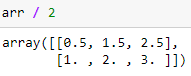 arr / 2
array([[0.5, 1.5, 2.5],
       [1. , 2. , 3. ]])